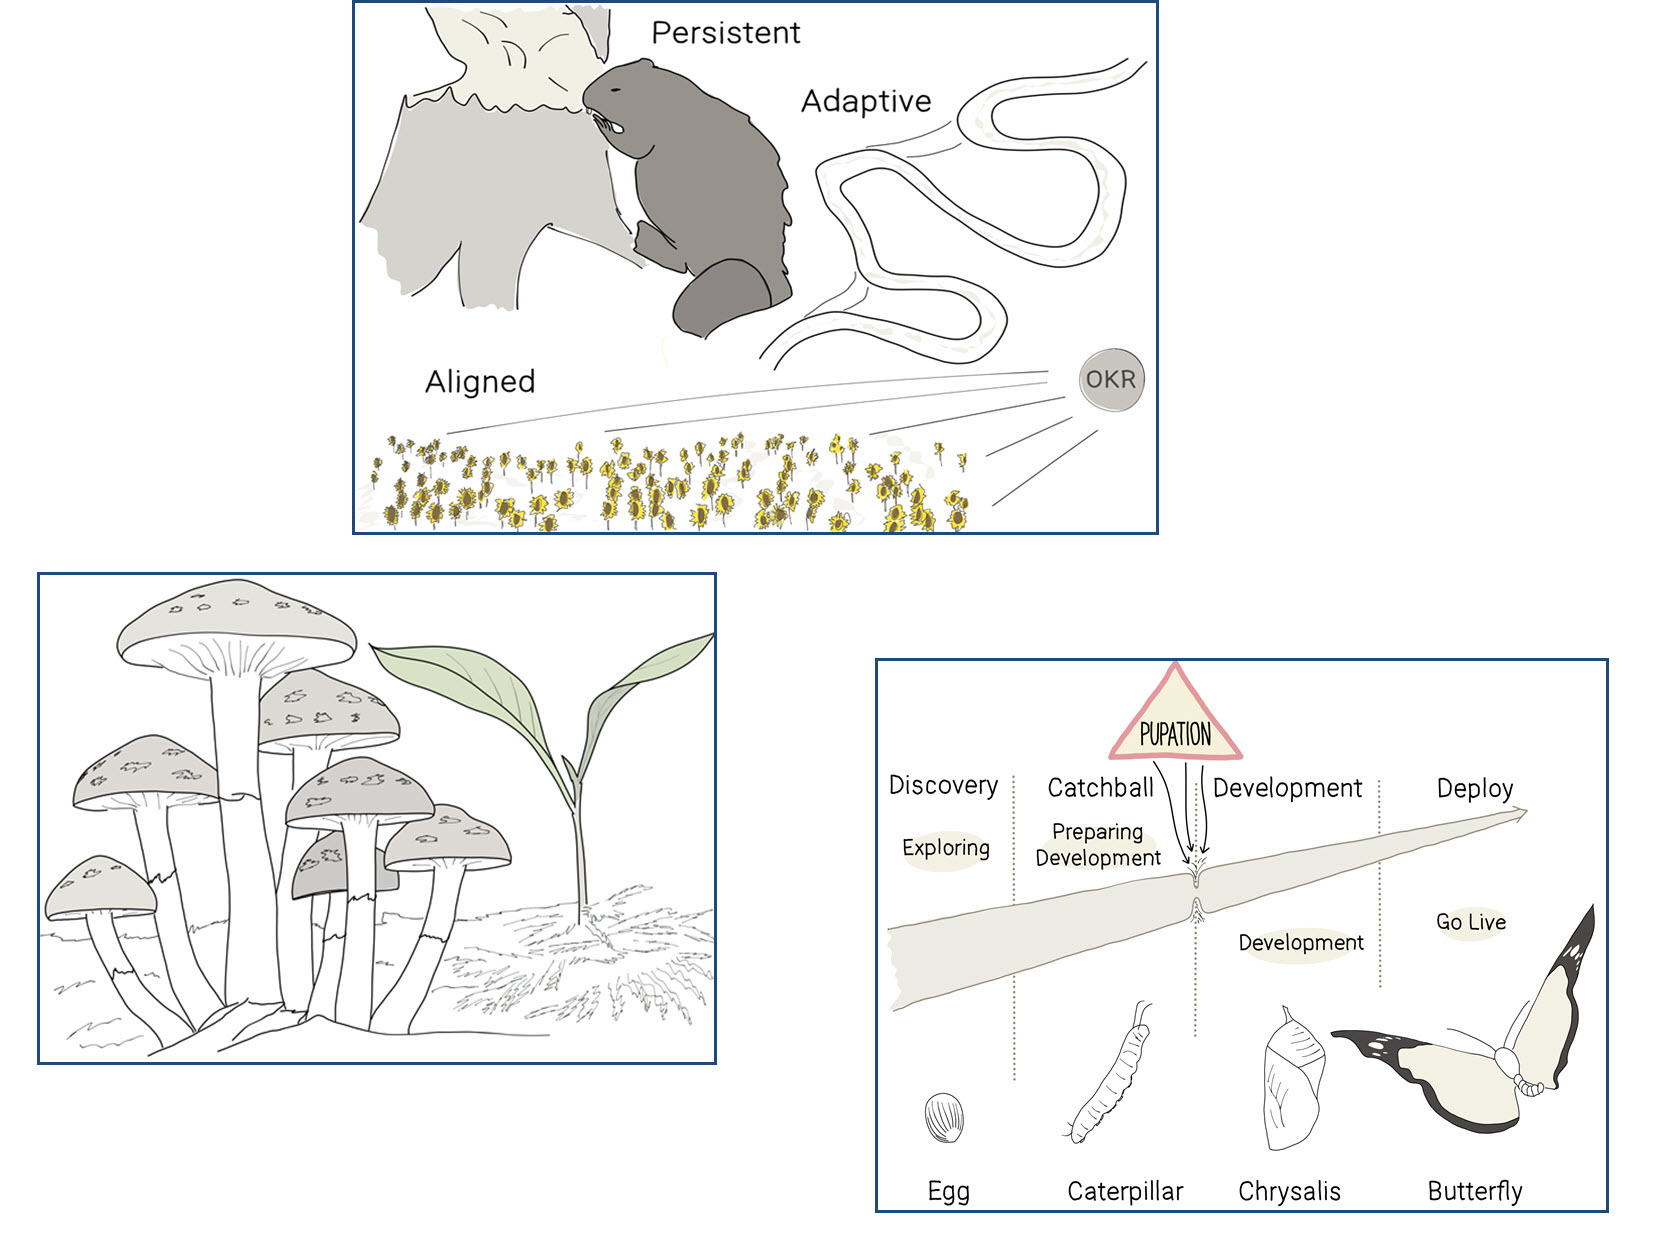 Persistent
Adaptive
Aligned
OKR
PUPATION
Discovery
Catchball
Development
Deploy
Exploring
Preparing
Development
Development
Go Live
Egg
Caterpillar
Chrysalis
Butterfly